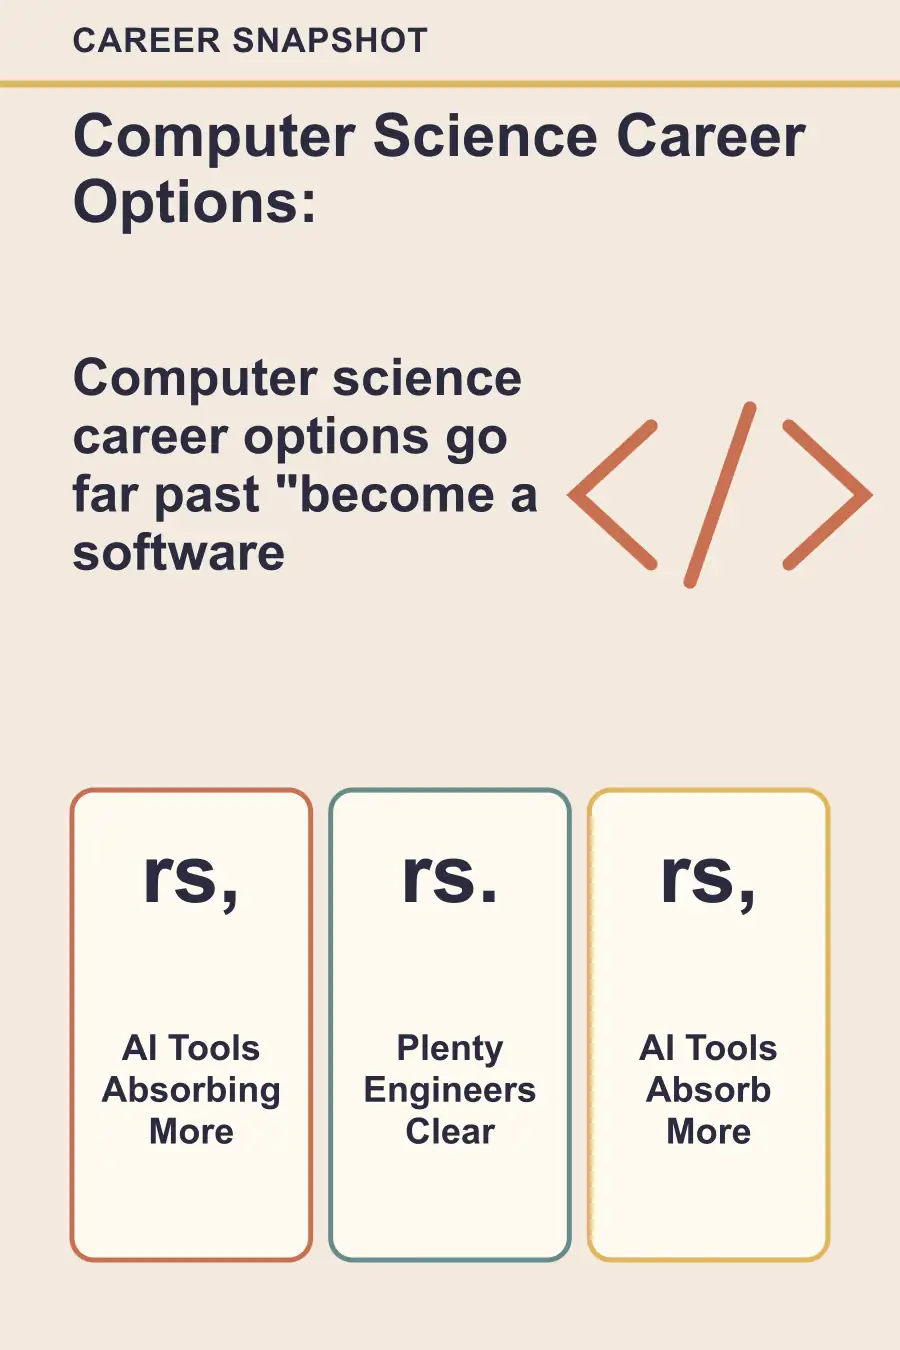 CAREER SNAPSHOT
Computer Science Career
Options:
Computer science
career options go
far past "become a
software
rs,
AI Tools
Absorbing
More
rs.
Plenty
Engineers
Clear
rs,
AI Tools
Absorb
More